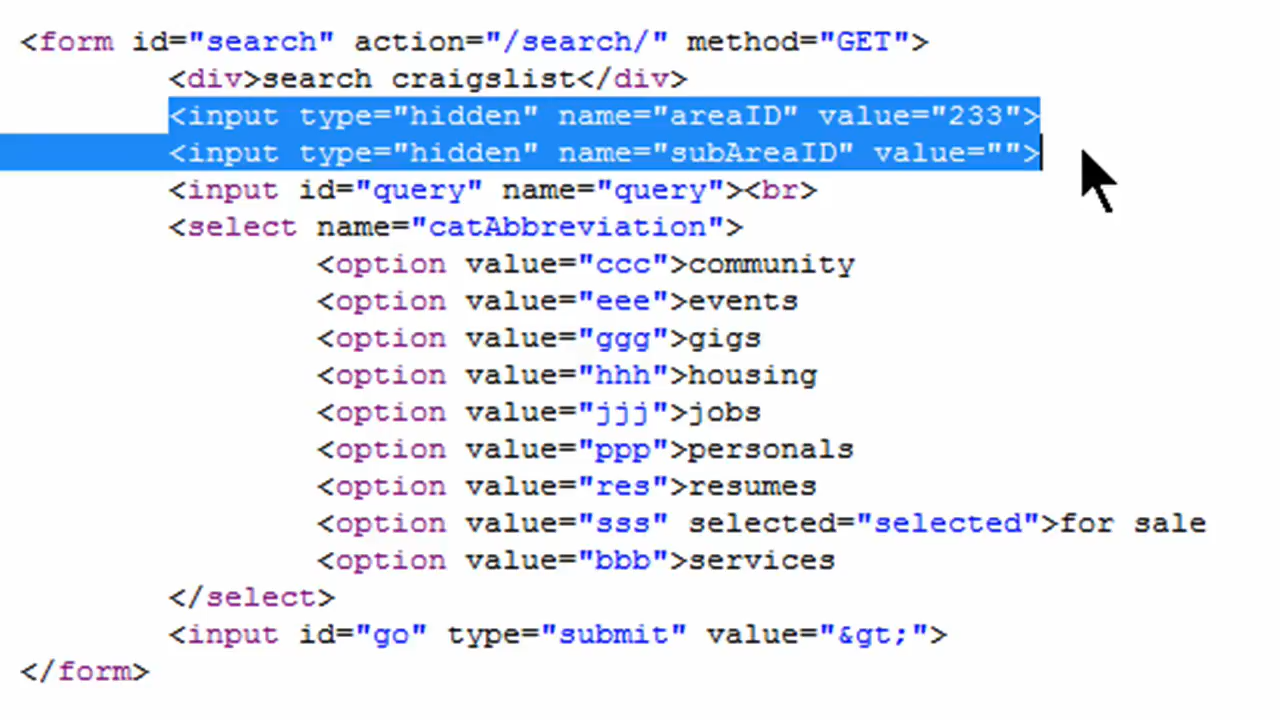 <form id="search" action="/search/" method="GET">
<div>search craigslist</div>
<input type="hidden" name="areaID" value="233">
<input type="hidden" name="subAreaID" value="">
<input id="query" name="query"><br>
<select name="catAbbreviation">
<option value="ccc">community
<option value="eee">events
<option value="ggg">gigs
<option value="hhh">housing
<option value="jjj">jobs
<option value="ppp">personals
<option value="res">resumes
<option value="sss" selected="selected">for sale
<option value="bbb">services
</select>
<input id="go" type="submit" value="&gt;">
</form>